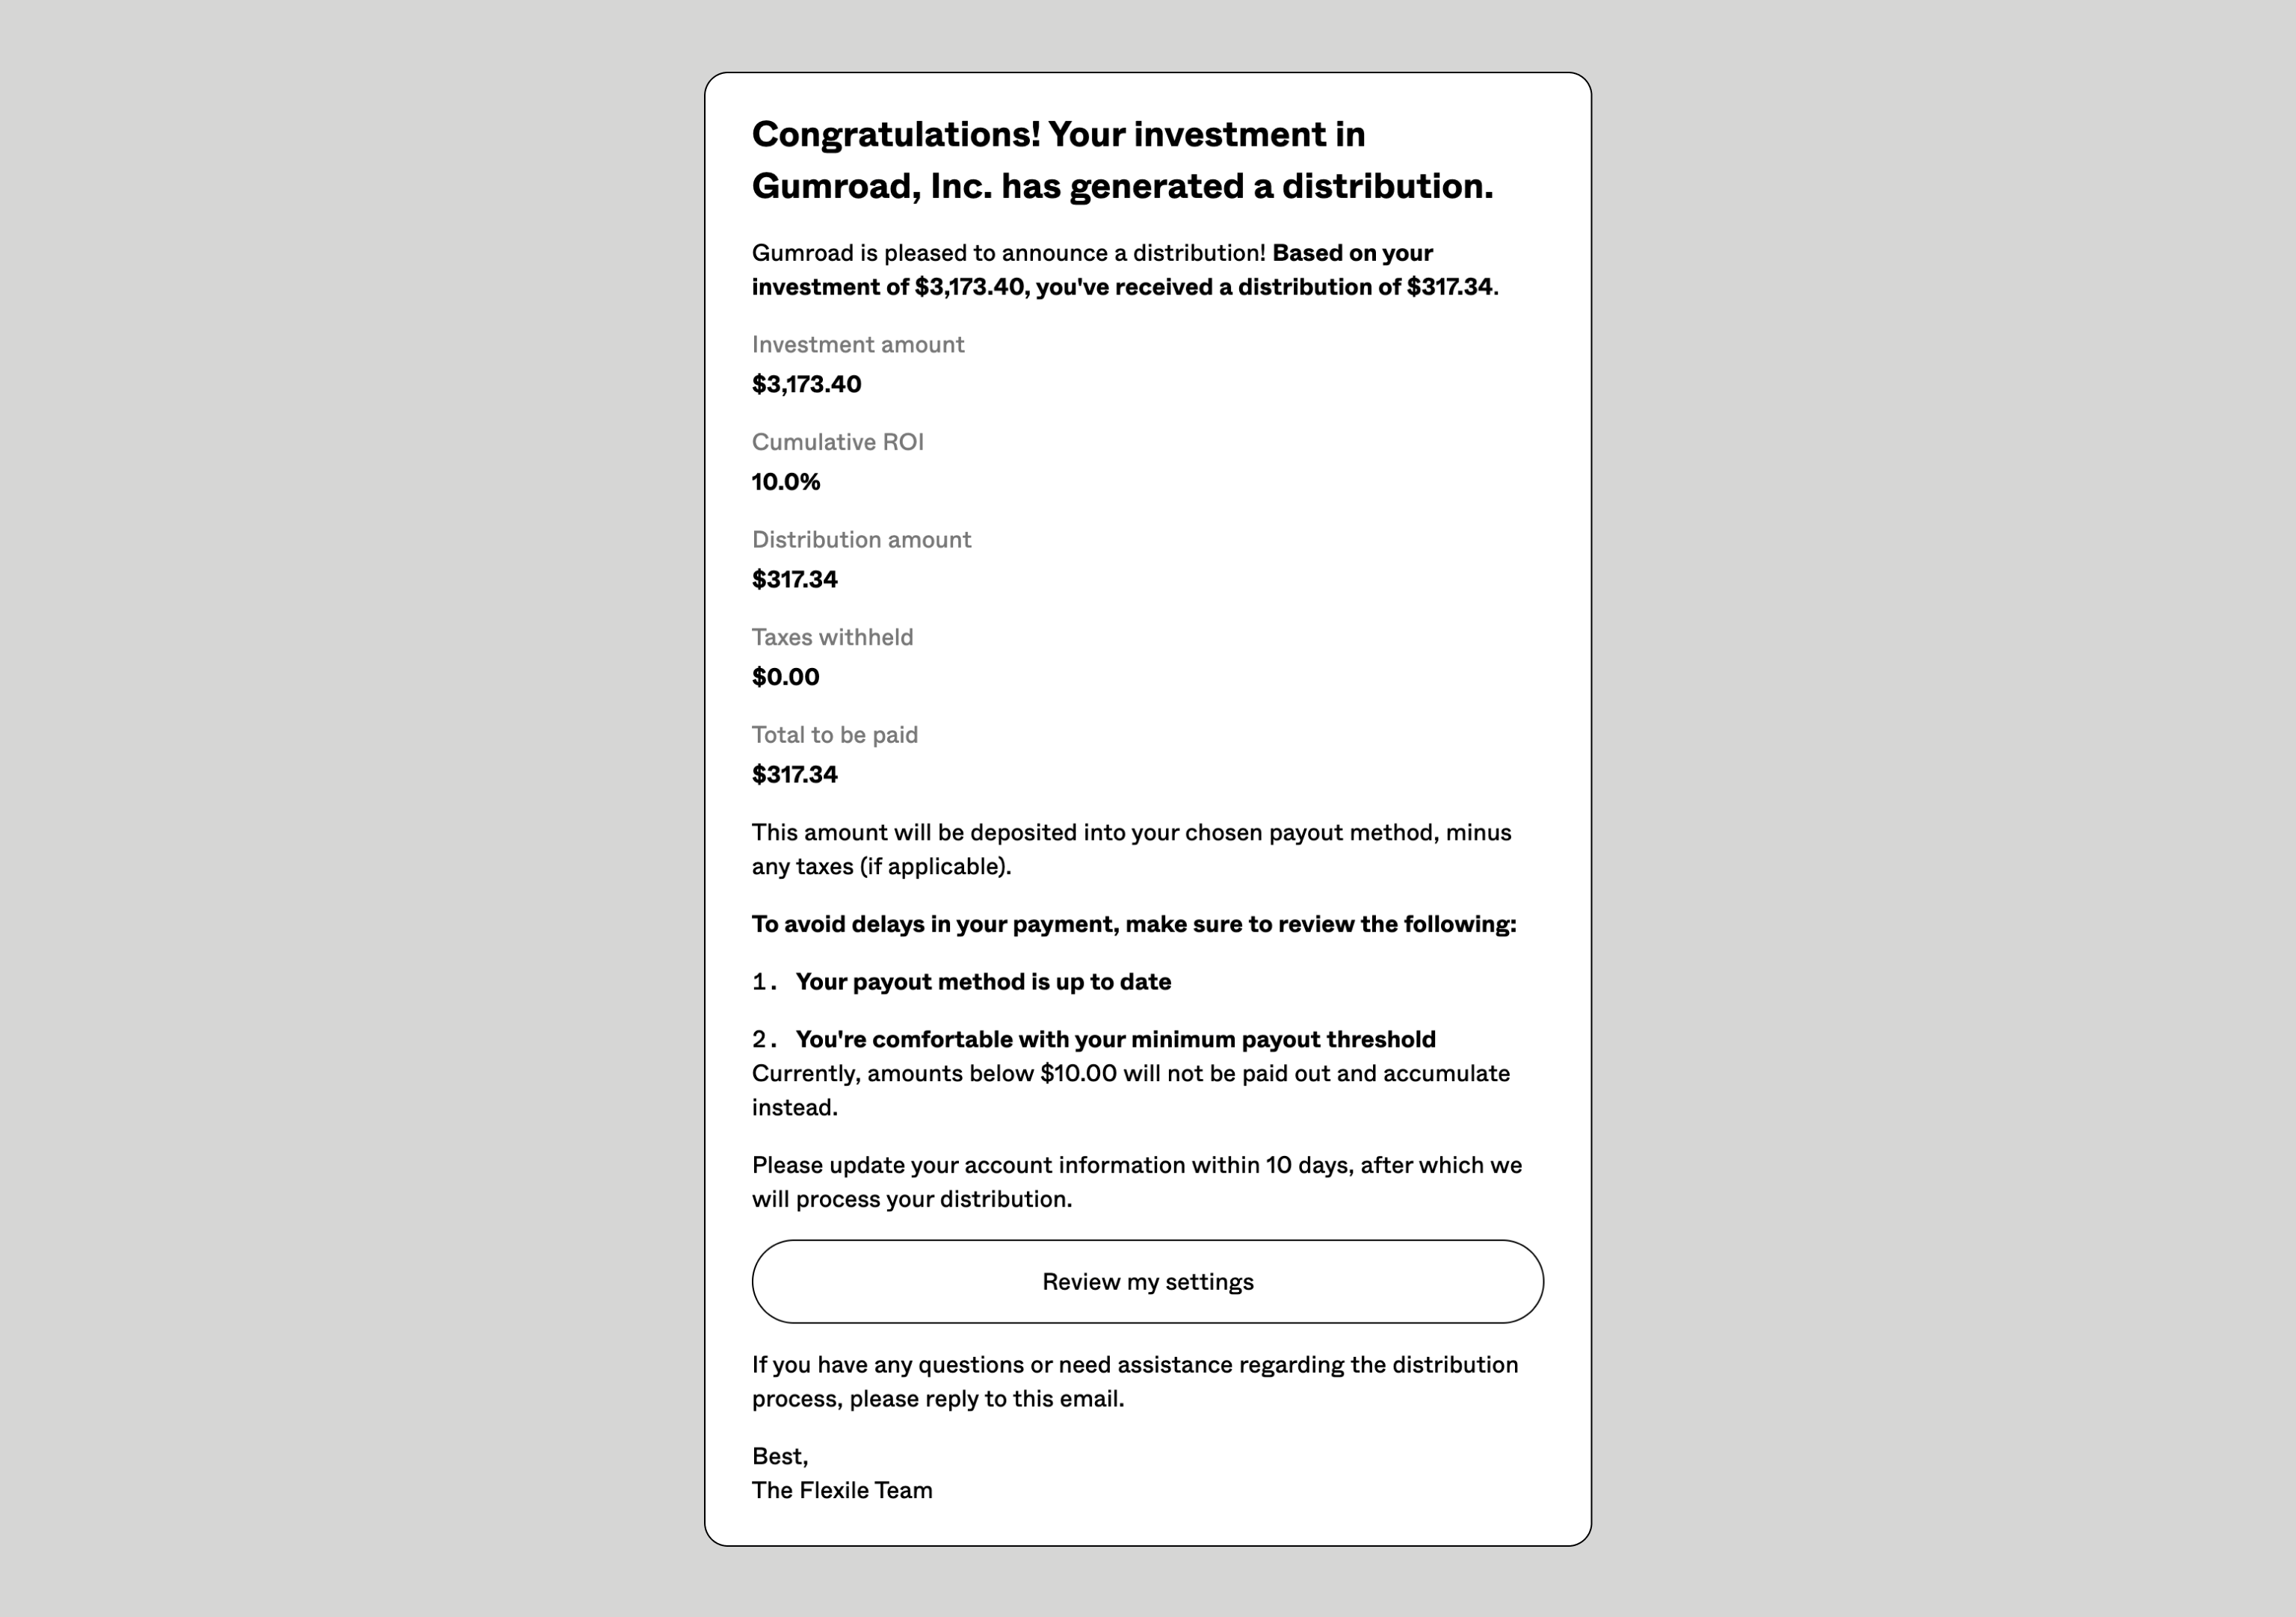 Congratulations! Your investment in
Gumroad, Inc. has generated a distribution.
Gumroad is pleased to announce a distribution! Based on your
investment of $3,173.40, you've received a distribution of $317.34.
Investment amount
$3,173.40
Cumulative ROI
10.0%
Distribution amount
$317.34
Taxes withheld
$0.00
Total to be paid
$317.34
This amount will be deposited into your chosen payout method, minus
any taxes (if applicable).
To avoid delays in your payment, make sure to review the following:
1. Your payout method is up to date
2. You're comfortable with your minimum payout threshold
Currently, amounts below $10.00 will not be paid out and accumulate
instead.
Please update your account information within 10 days, after which we
will process your distribution.
Review my settings
If you have any questions or need assistance regarding the distribution
process, please reply to this email.
Best,
The Flexile Team